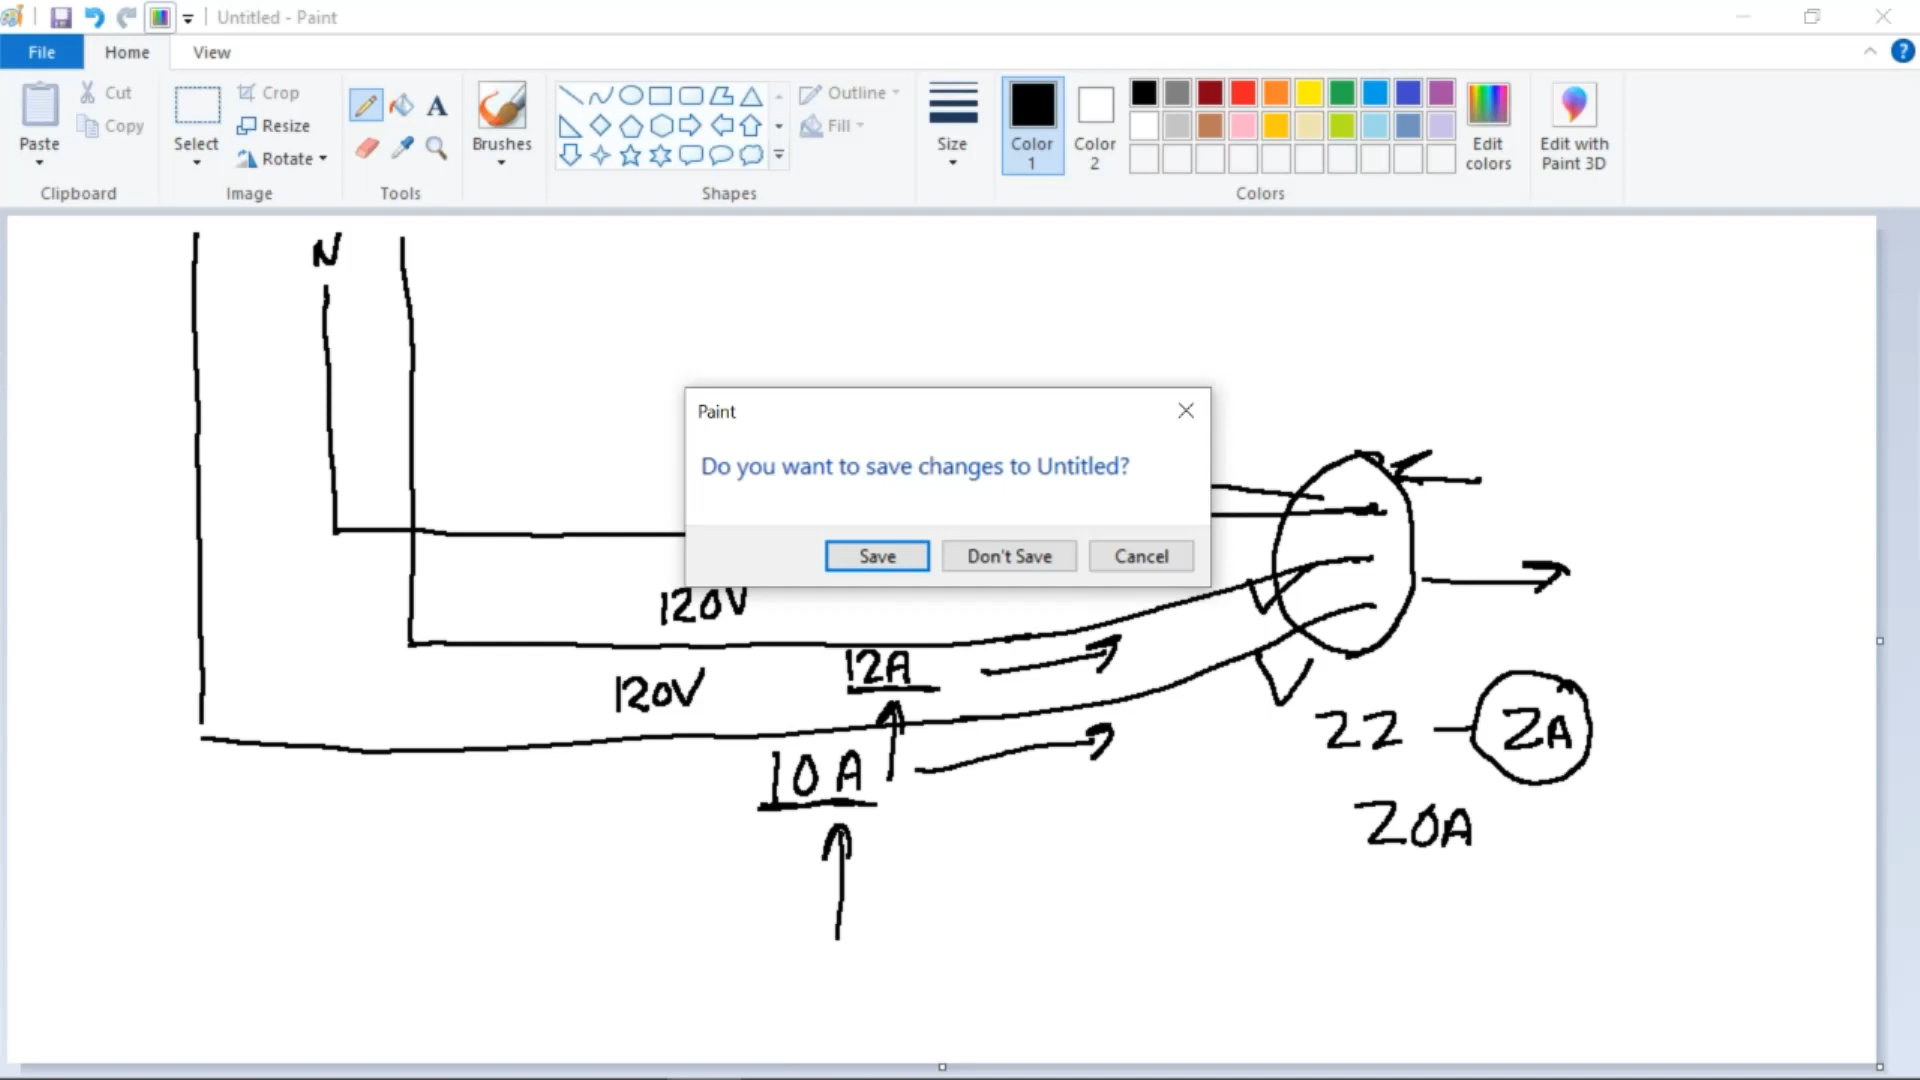 Untitled - Paint
File Home View
Paste
Cut
Copy
Clipboard
Select
Crop
Resize
Rotate
Image
A
Tools
Brushes
Outline
Fill
Shapes
Size
Color 1
Color 2
Edit colors
Colors
Edit with Paint 3D
?
N
Paint
Do you want to save changes to Untitled?
Save Don't Save Cancel
120V
12A
120V
10A
22 - 2A
20A